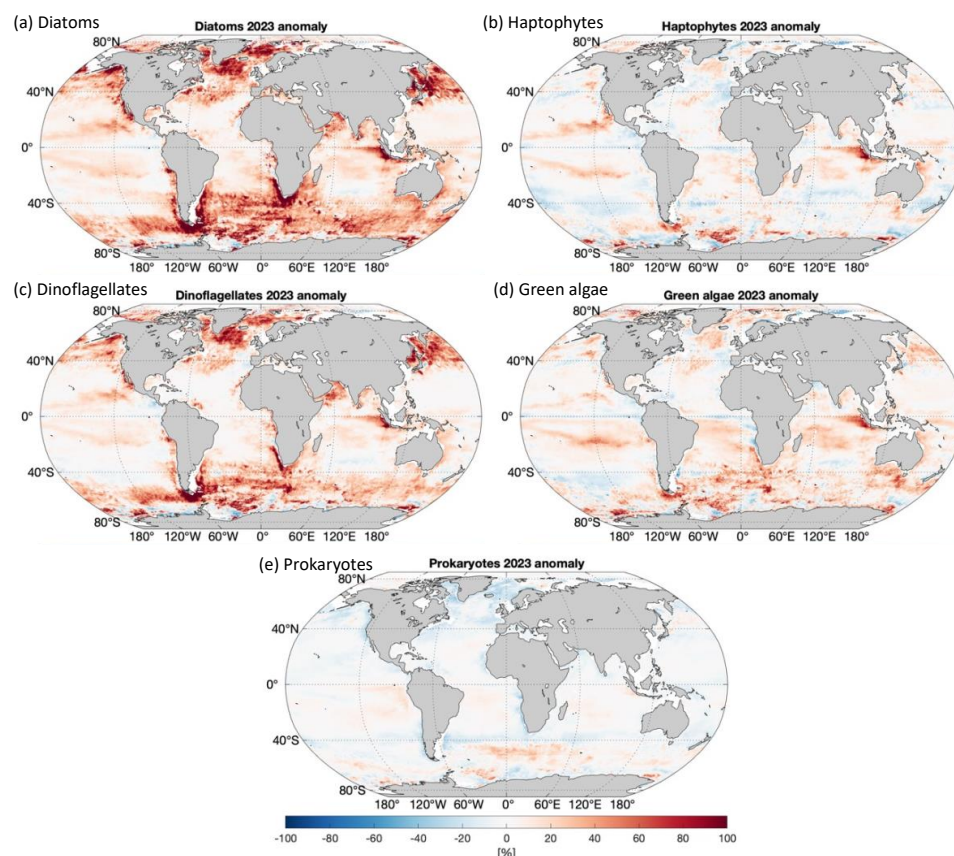 (a) Diatoms
Diatoms 2023 anomaly
80°N
40°N
0°
40°S
80°S
180° 120°W 60°W 0° 60°E 120°E 180°
(b) Haptophytes
Haptophytes 2023 anomaly
80°N
40°N
0°
40°S
80°S
180° 120°W 60°W 0° 60°E 120°E 180°
(c) Dinoflagellates
Dinoflagellates 2023 anomaly
80°N
40°N
0°
40°S
80°S
180° 120°W 60°W 0° 60°E 120°E 180°
(d) Green algae
Green algae 2023 anomaly
80°N
40°N
0°
40°S
80°S
180° 120°W 60°W 0° 60°E 120°E 180°
(e) Prokaryotes
Prokaryotes 2023 anomaly
80°N
40°N
0°
40°S
80°S
180° 120°W 60°W 0° 60°E 120°E 180°
-100 -80 -60 -40 -20 0 20 40 60 80 100
[%]